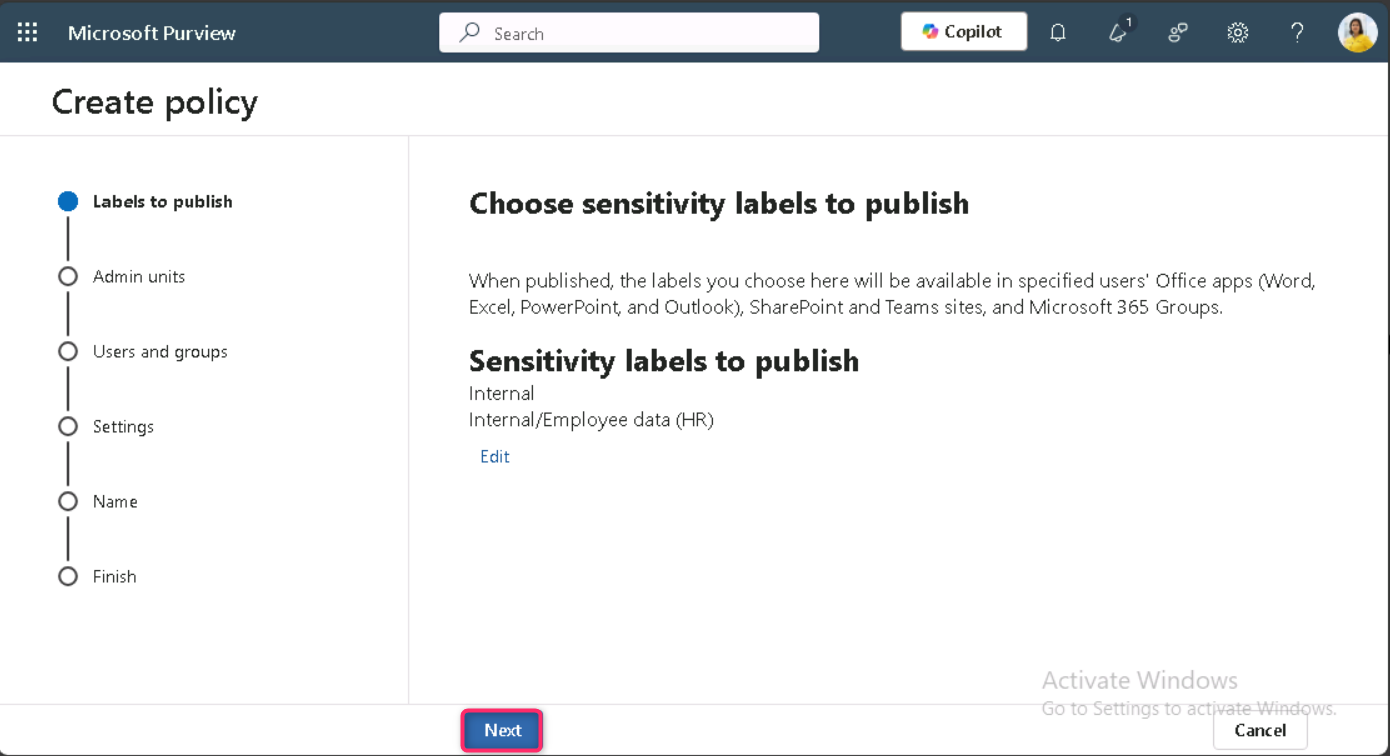 Microsoft Purview
Search
Copilot
1
?
Create policy
Labels to publish
Admin units
Users and groups
Settings
Name
Finish
Choose sensitivity labels to publish
When published, the labels you choose here will be available in specified users' Office apps (Word,
Excel, PowerPoint, and Outlook), SharePoint and Teams sites, and Microsoft 365 Groups.
Sensitivity labels to publish
Internal
Internal/Employee data (HR)
Edit
Activate Windows
Go to Settings to activate Windows.
Next
Cancel